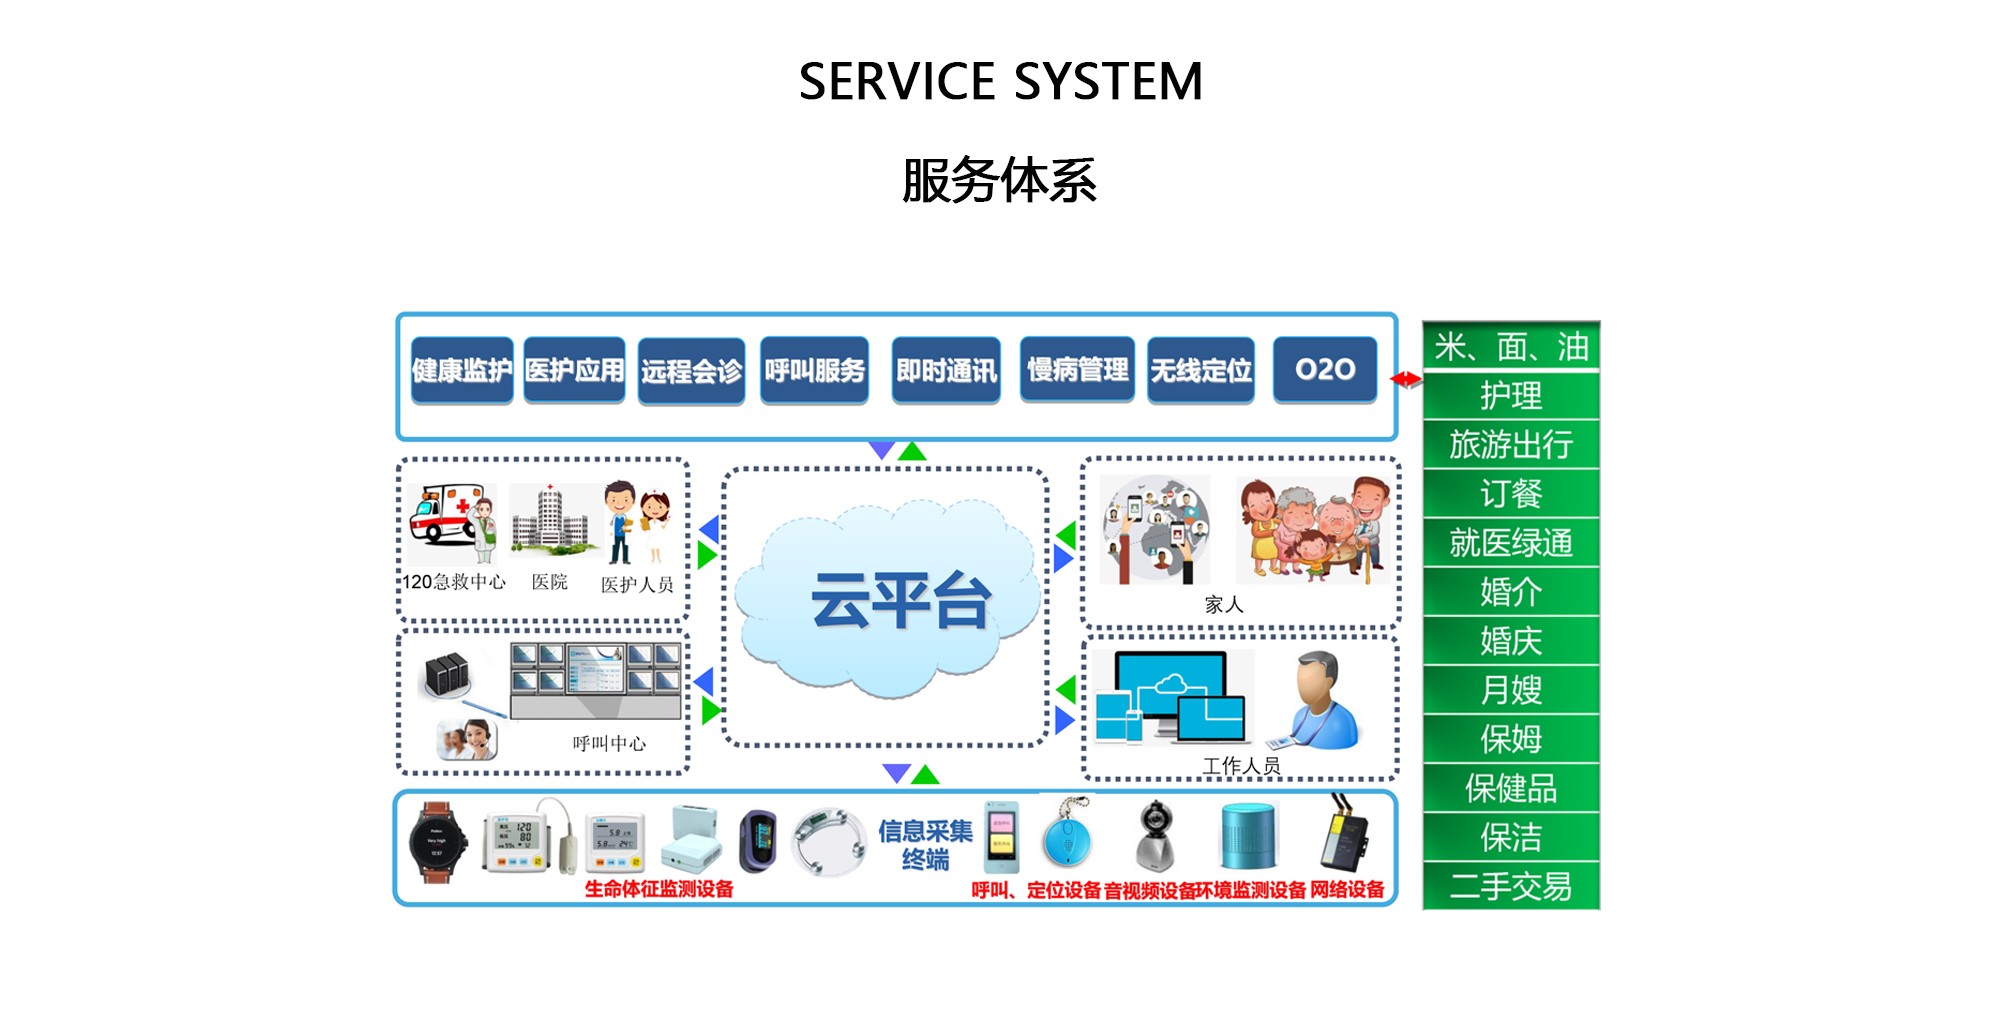 SERVICE SYSTEM
服务体系
健康监护
医护应用
远程会诊
呼叫服务
即时通讯
慢病管理
无线定位
O2O
米、面、油
护理
旅游出行
订餐
就医绿通
婚介
婚庆
月嫂
保姆
保健品
保洁
二手交易
120急救中心
医院
医护人员
呼叫中心
云平台
家人
工作人员
信息采集
终端
生命体征监测设备
呼叫、定位设备
音视频设备
环境监测设备
网络设备
120
80
5.8